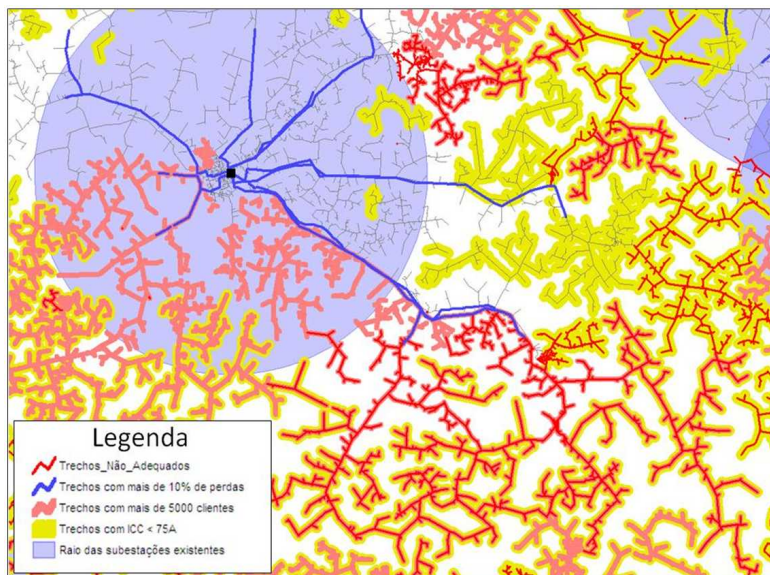 Legenda
Trechos_Não_Adequados
Trechos com mais de 10% de perdas
Trechos com mais de 5000 clientes
Trechos com ICC < 75A
Raio das subestações existentes